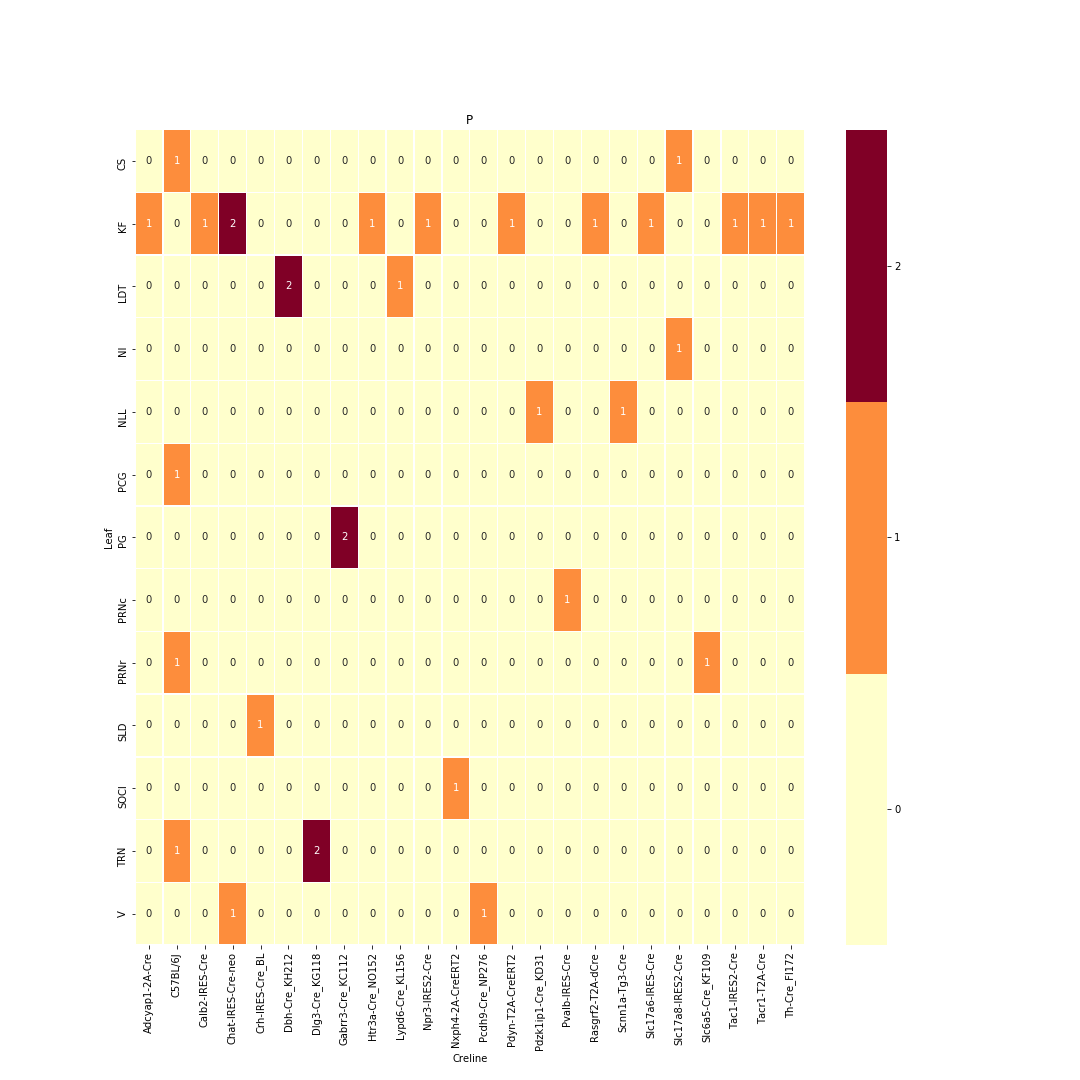 P
CS 0 1 0 0 0 0 0 0 0 0 0 0 0 0 0 0 0 0 0 1 0 0 0 0
KF 1 0 1 2 0 0 0 0 1 0 1 0 0 1 0 0 1 0 1 0 0 1 1 1
LDT 0 0 0 0 0 2 0 0 0 1 0 0 0 0 0 0 0 0 0 0 0 0 0 0
NI 0 0 0 0 0 0 0 0 0 0 0 0 0 0 0 0 0 0 0 1 0 0 0 0
NLL 0 0 0 0 0 0 0 0 0 0 0 0 0 0 1 0 0 1 0 0 0 0 0 0
PCG 0 1 0 0 0 0 0 0 0 0 0 0 0 0 0 0 0 0 0 0 0 0 0 0
Leaf
PG 0 0 0 0 0 0 0 2 0 0 0 0 0 0 0 0 0 0 0 0 0 0 0 0
PRNc 0 0 0 0 0 0 0 0 0 0 0 0 0 0 0 1 0 0 0 0 0 0 0 0
PRNr 0 1 0 0 0 0 0 0 0 0 0 0 0 0 0 0 0 0 0 0 1 0 0 0
SLD 0 0 0 0 1 0 0 0 0 0 0 0 0 0 0 0 0 0 0 0 0 0 0 0
SOCl 0 0 0 0 0 0 0 0 0 0 0 1 0 0 0 0 0 0 0 0 0 0 0 0
TRN 0 1 0 0 0 0 2 0 0 0 0 0 0 0 0 0 0 0 0 0 0 0 0 0
V 0 0 0 1 0 0 0 0 0 0 0 0 1 0 0 0 0 0 0 0 0 0 0 0
Adcyap1-2A-Cre
C57BL/6J
Calb2-IRES-Cre
Chat-IRES-Cre-neo
Crh-IRES-Cre_BL
Dbh-Cre_KH212
Dlg3-Cre_KG118
Gabrr3-Cre_KC112
Htr3a-Cre_NO152
Lypd6-Cre_KL156
Npr3-IRES2-Cre
Nxph4-2A-CreERT2
Pcdh9-Cre_NP276
Pdyn-T2A-CreERT2
Pdzk1ip1-Cre_KD31
Pvalb-IRES-Cre
Rasgrf2-T2A-dCre
Scnn1a-Tg3-Cre
Slc17a6-IRES-Cre
Slc17a8-IRES2-Cre
Slc6a5-Cre_KF109
Tac1-IRES2-Cre
Tacr1-T2A-Cre
Th-Cre_FI172
Creline
2
1
0